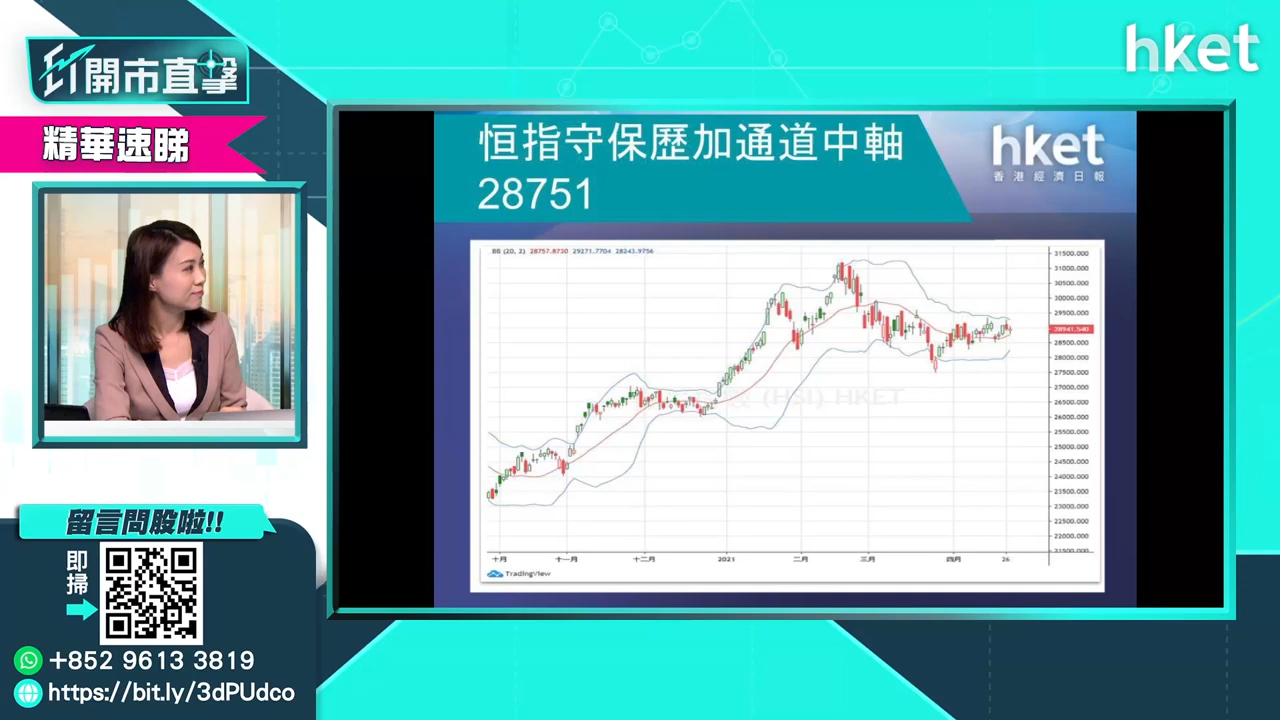 開市直擊
hket
精華速睇
恒指守保歷加通道中軸
28751
hket
香港經濟日報
BB (20, 2) 28757.8730 29271.7704 28243.9756
31500.000
31000.000
30500.000
30000.000
29500.000
28941.540
28500.000
28000.000
27500.000
27000.000
26500.000
26000.000
25500.000
25000.000
24500.000
24000.000
23500.000
23000.000
22500.000
22000.000
21500.000
(HSI) HKET
十月 十一月 十二月 2021 二月 三月 四月 26
TradingView
留言問股啦!!
即掃
+852 9613 3819
https://bit.ly/3dPUdco